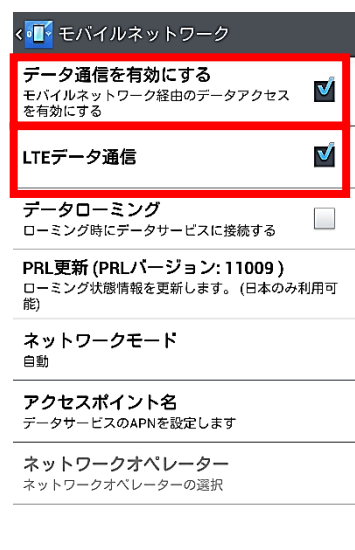 モバイルネットワーク
データ通信を有効にする
モバイルネットワーク経由のデータアクセス
を有効にする
LTEデータ通信
データローミング
ローミング時にデータサービスに接続する
PRL更新 (PRLバージョン: 11009 )
ローミング状態情報を更新します。 (日本のみ利用可
能)
ネットワークモード
自動
アクセスポイント名
データサービスのAPNを設定します
ネットワークオペレーター
ネットワークオペレーターの選択